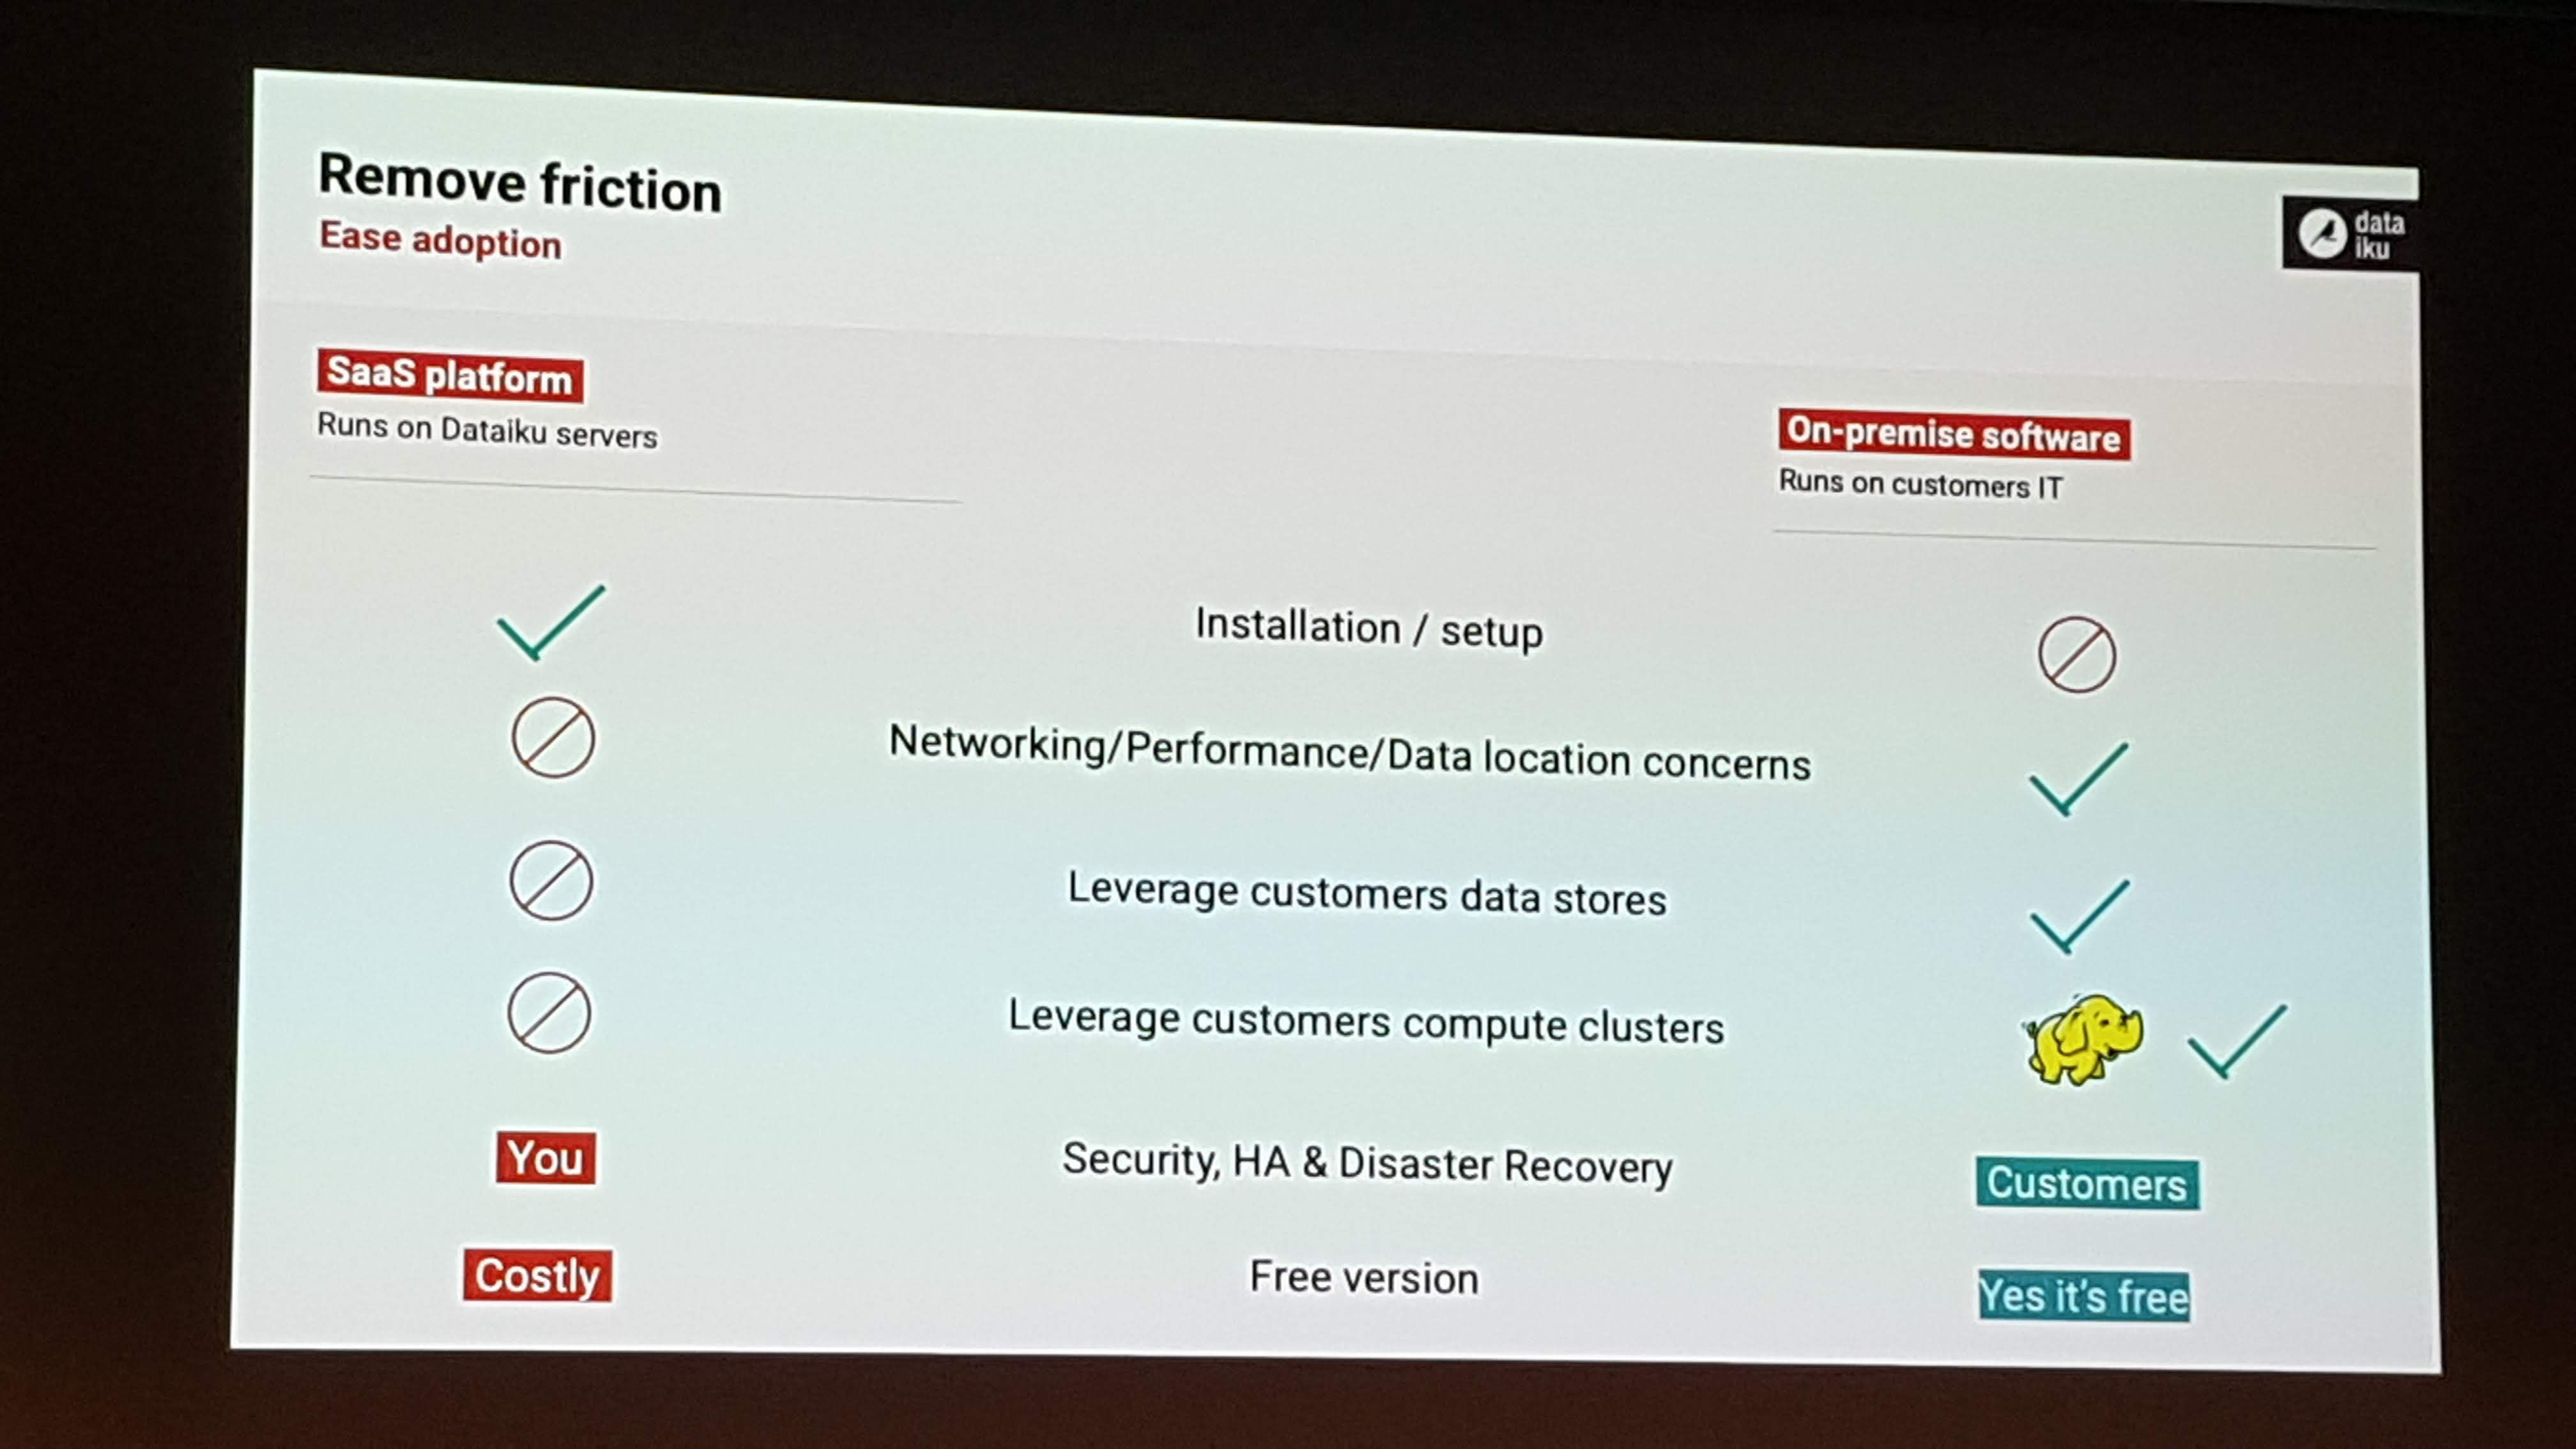 Remove friction
Ease adoption
data
iku
SaaS platform
Runs on Dataiku servers
On-premise software
Runs on customers IT
Installation / setup
Networking/Performance/Data location concerns
Leverage customers data stores
Leverage customers compute clusters
You
Security, HA & Disaster Recovery
Customers
Costly
Free version
Yes it's free